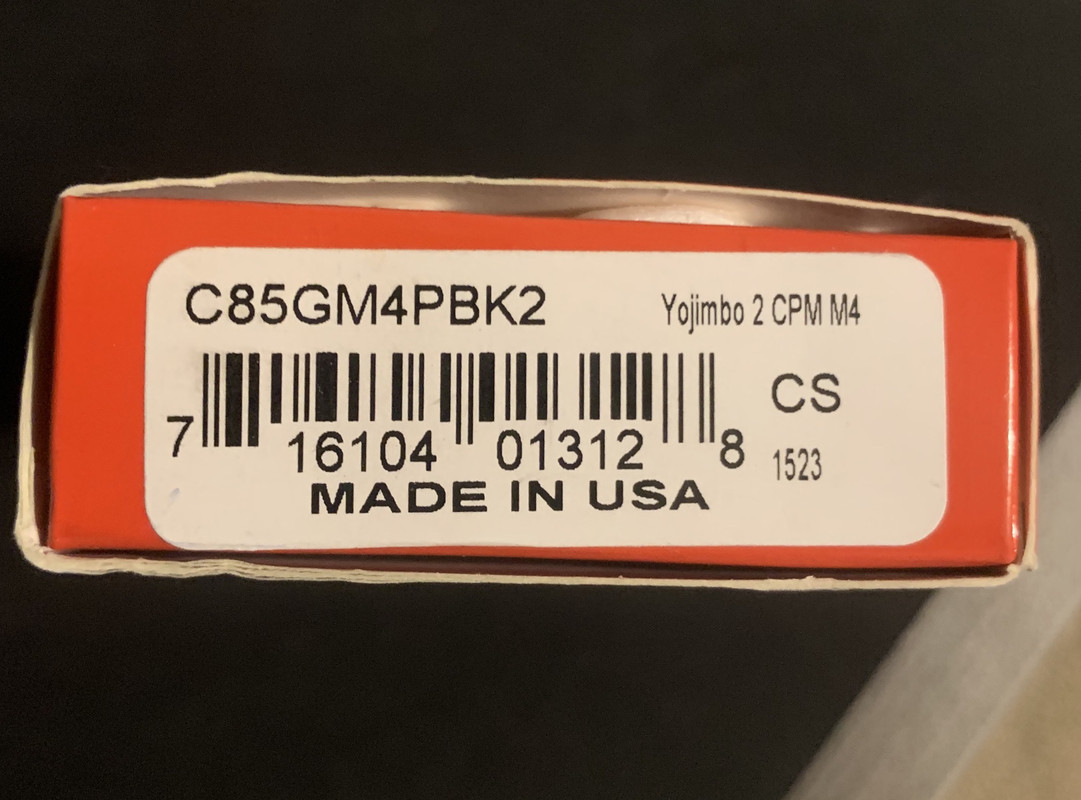 C85GM4PBK2 Yojimbo 2 CPM M4
CS
7 16104 01312 8
1523
MADE IN USA